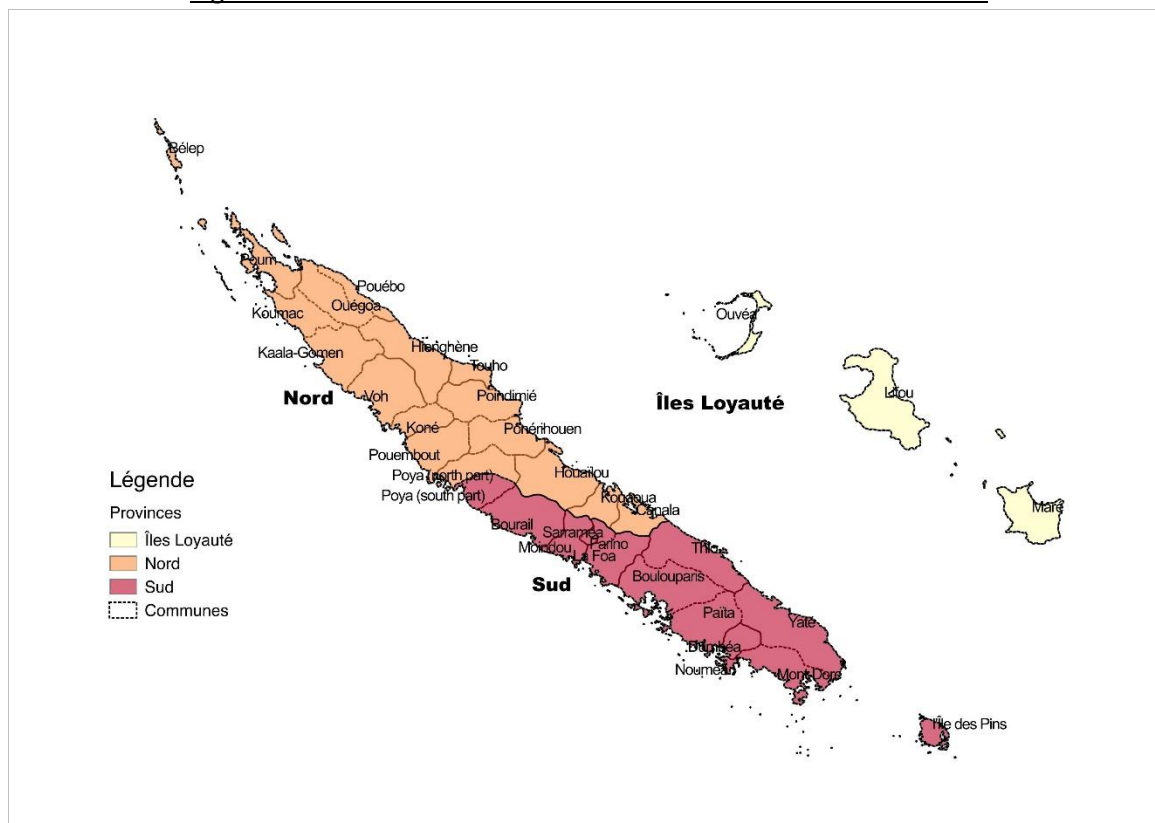 Bélep
Poum
Pouébo
Ouégoa
Koumac
Ouvéa
Hienghène
Kaala-Gomen
Touho
Nord
Voh
Poindimié
Îles Loyauté
Lifou
Koné
Ponérihouen
Pouembout
Poya (north part)
Houaïlou
Légende
Poya (south part)
Kouaoua
Canala
Maré
Provinces
Bourail
Sarraméa
Îles Loyauté
Moindou
Farino
Thio
La Foa
Nord
Boulouparis
Sud
Sud
Communes
Païta
Yaté
Dumbéa
Nouméa
Mont-Dore
l'Île des Pins